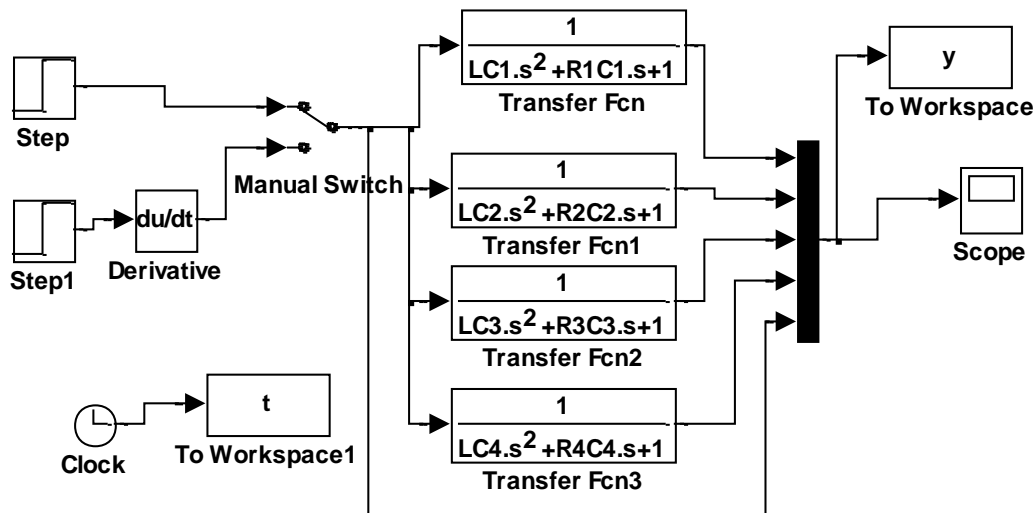 1
LC1.s2 +R1C1.s+1
Transfer Fcn
y
To Workspace
Step
Manual Switch
1
LC2.s2 +R2C2.s+1
Transfer Fcn1
du/dt
Step1
Derivative
Scope
1
LC3.s2 +R3C3.s+1
Transfer Fcn2
t
To Workspace1
Clock
1
LC4.s2 +R4C4.s+1
Transfer Fcn3